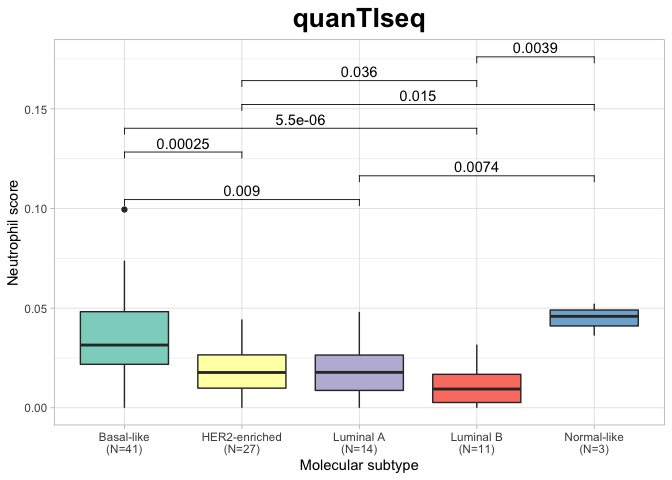 quanTIseq
0.0039
0.036
0.015
5.5e-06
0.00025
0.0074
0.009
Neutrophil score
0.15
0.10
0.05
0.00
Basal-like
(N=41)
HER2-enriched
(N=27)
Luminal A
(N=14)
Luminal B
(N=11)
Normal-like
(N=3)
Molecular subtype